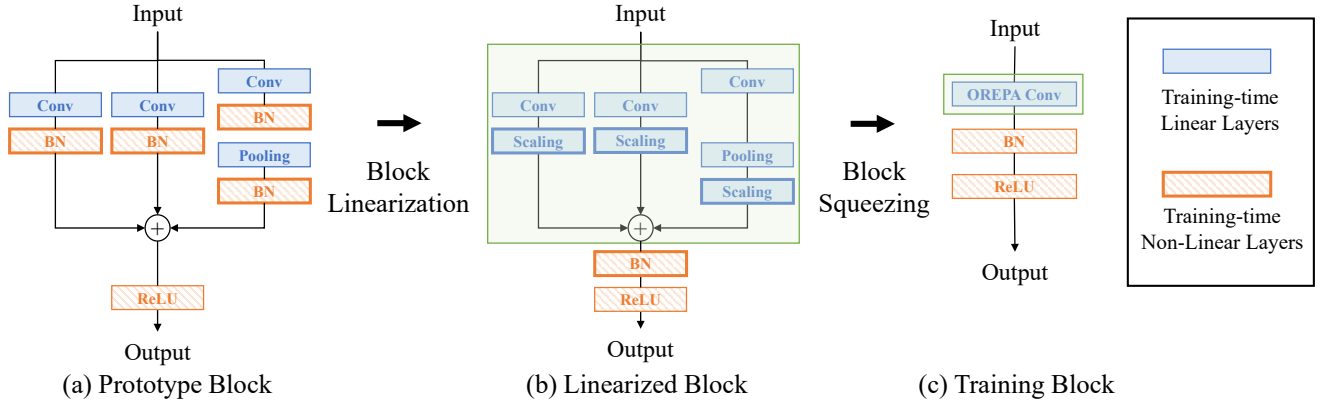 Input
Conv
Conv
Conv
BN
BN
BN
Pooling
BN
+
ReLU
Output
(a) Prototype Block
Block
Linearization
Input
Conv
Conv
Conv
Scaling
Scaling
Pooling
Scaling
+
BN
ReLU
Output
(b) Linearized Block
Block
Squeezing
Input
OREPA Conv
BN
ReLU
Output
(c) Training Block
Training-time
Linear Layers
Training-time
Non-Linear Layers